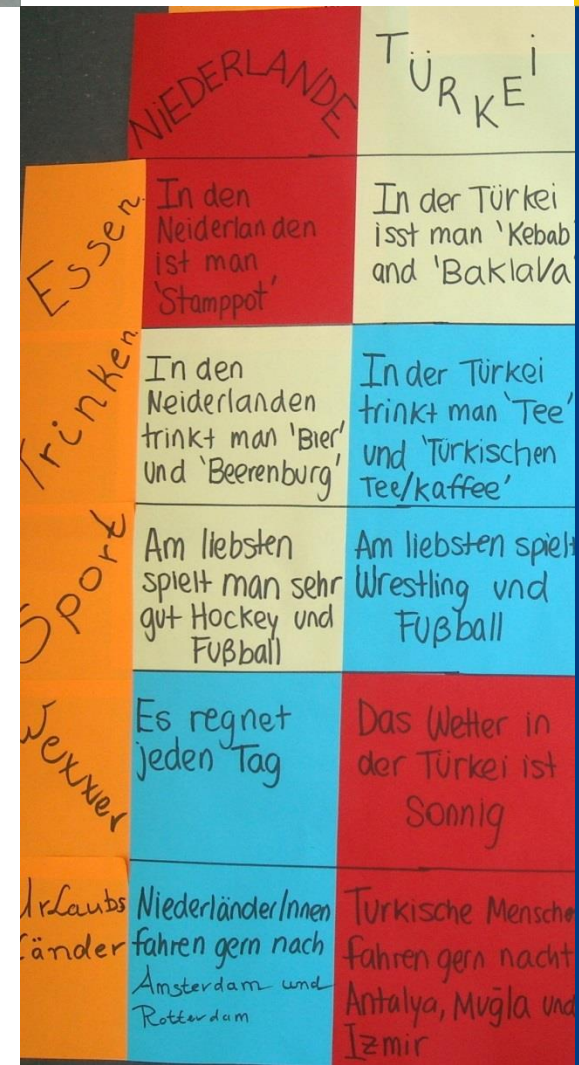 NIEDERLANDE
TÜRKEI
Essen
In den
Neiderlanden
ist man
'Stamppot'
In der Türkei
isst man 'Kebab'
and 'Baklava'
Trinken
In den
Neiderlanden
trinkt man 'Bier'
und 'Beerenburg'
In der Türkei
trinkt man 'Tee'
und 'Türkischen
Tee/kaffee'
Sport
Am liebsten
spielt man sehr
gut Hockey und
Fußball
Am liebsten spielt
Wrestling und
Fußball
Wetter
Es regnet
jeden Tag
Das Wetter in
der Türkei ist
Sonnig
Urlaubs
Länder
Niederländer/innen
fahren gern nach
Amsterdam und
Rotterdam
Turkische Mensche
fahren gern nacht
Antalya, Muğla und
Izmir